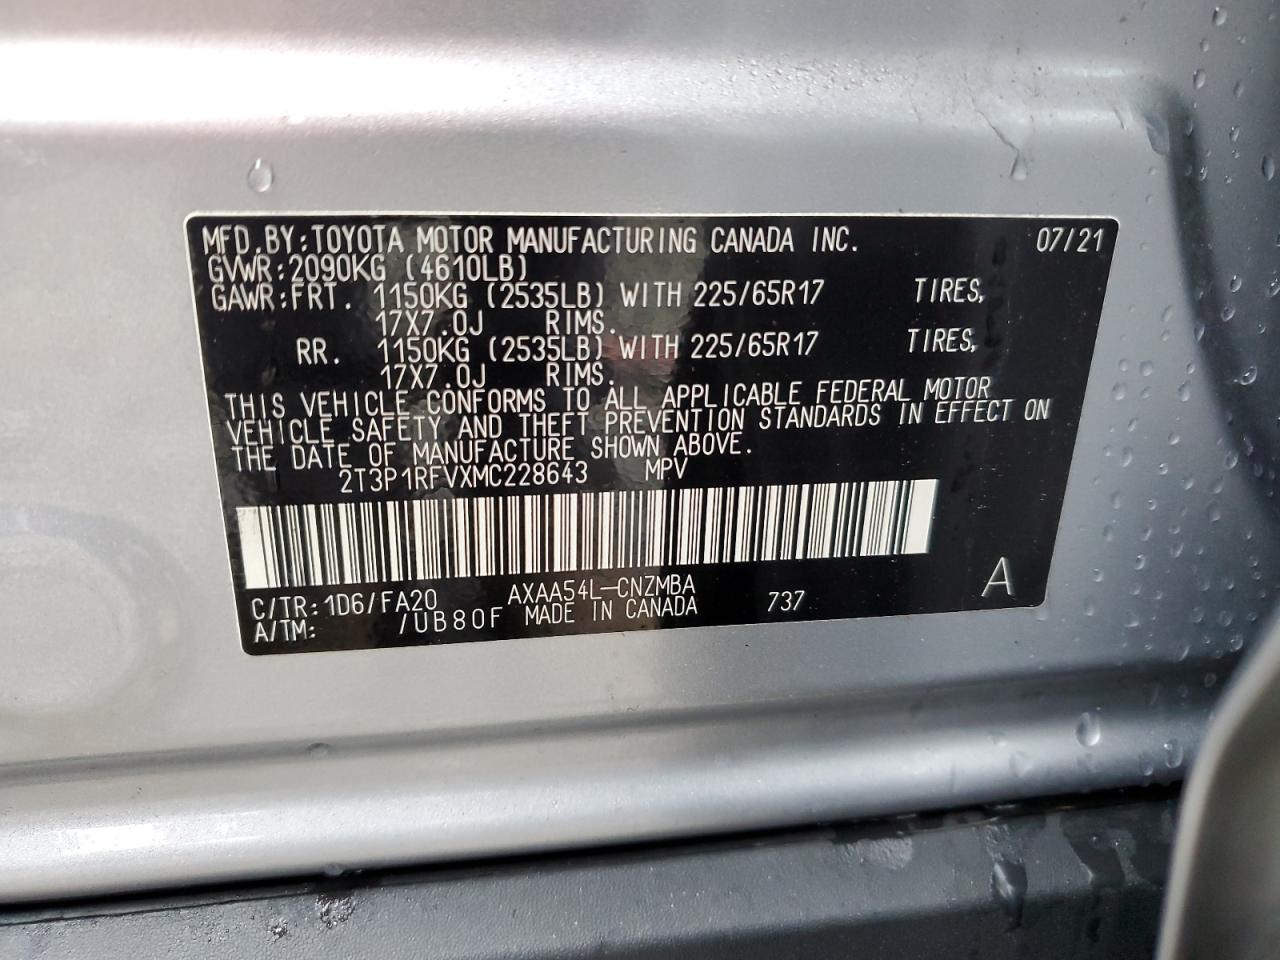 MFD.BY:TOYOTA MOTOR MANUFACTURING CANADA INC. 07/21
GVWR:2090KG (4610LB)
GAWR:FRT. 1150KG (2535LB) WITH 225/65R17 TIRES,
17X7.0J RIMS.
RR. 1150KG (2535LB) WITH 225/65R17 TIRES,
17X7.0J RIMS.
THIS VEHICLE CONFORMS TO ALL APPLICABLE FEDERAL MOTOR
VEHICLE SAFETY AND THEFT PREVENTION STANDARDS IN EFFECT ON
THE DATE OF MANUFACTURE SHOWN ABOVE.
2T3P1RFVXMC228643 MPV
C/TR:1D6/FA20 AXAA54L-CNZMBA 737 A
A/TM: /UB80F MADE IN CANADA